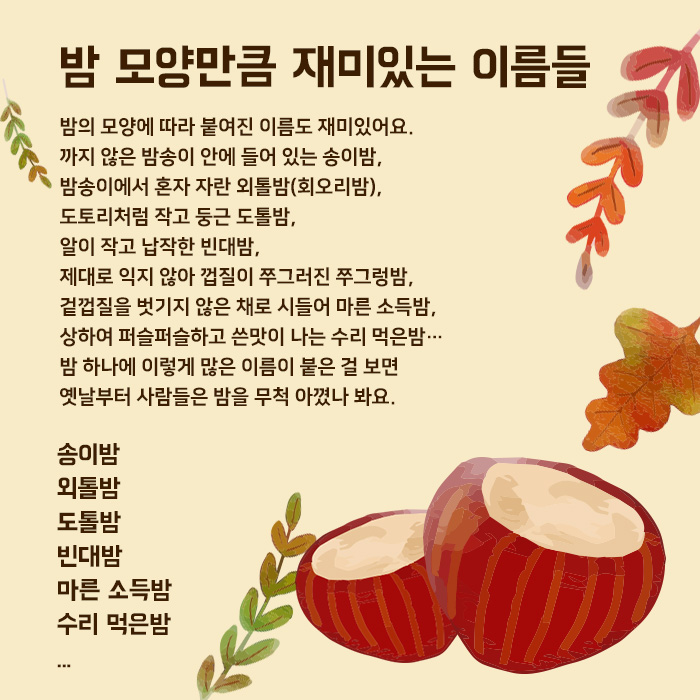 밤 모양만큼 재미있는 이름들
밤의 모양에 따라 붙여진 이름도 재미있어요.
까지 않은 밤송이 안에 들어 있는 송이밤,
밤송이에서 혼자 자란 외톨밤(회오리밤),
도토리처럼 작고 둥근 도톨밤,
알이 작고 납작한 빈대밤,
제대로 익지 않아 껍질이 쭈그러진 쭈그렁밤,
겉껍질을 벗기지 않은 채로 시들어 마른 소득밤,
상하여 퍼슬퍼슬하고 쓴맛이 나는 수리 먹은밤…
밤 하나에 이렇게 많은 이름이 붙은 걸 보면
옛날부터 사람들은 밤을 무척 아꼈나 봐요.
송이밤
외톨밤
도톨밤
빈대밤
마른 소득밤
수리 먹은밤
...